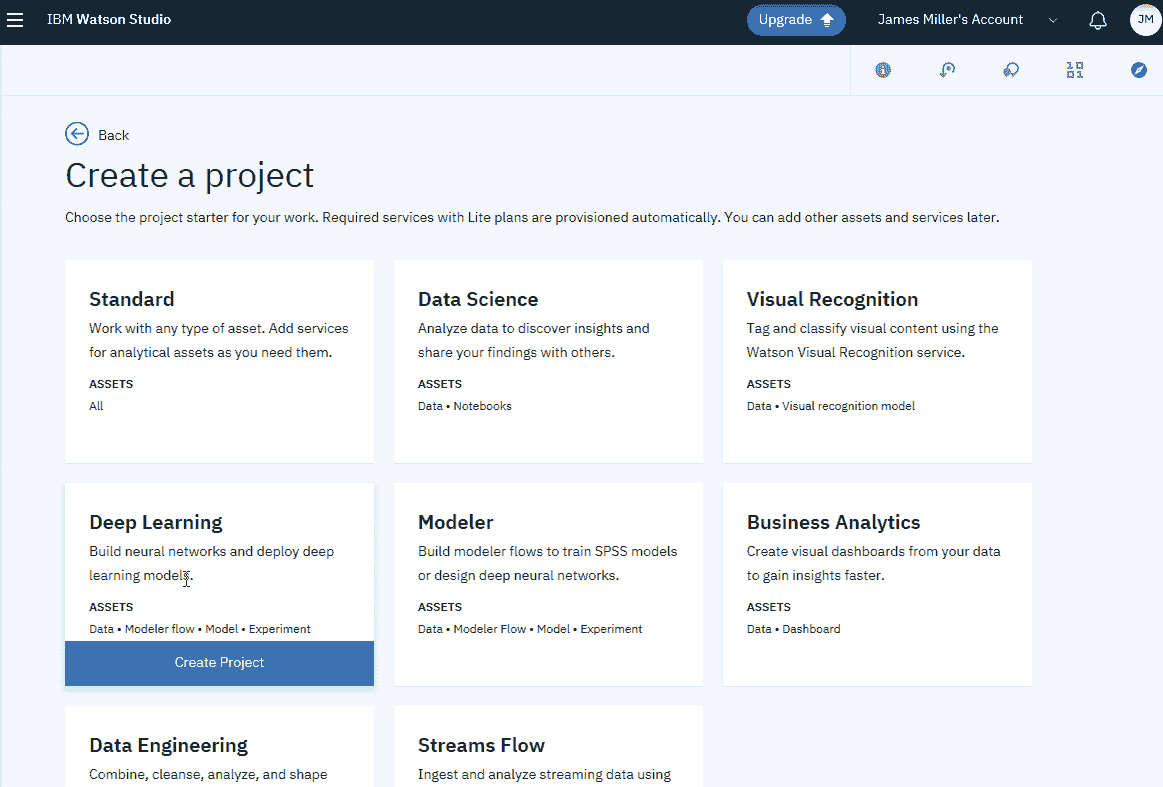 IBM Watson Studio
Upgrade
James Miller's Account
JM
Back
Create a project
Choose the project starter for your work. Required services with Lite plans are provisioned automatically. You can add other assets and services later.
Standard
Work with any type of asset. Add services
for analytical assets as you need them.
ASSETS
All
Data Science
Analyze data to discover insights and
share your findings with others.
ASSETS
Data • Notebooks
Visual Recognition
Tag and classify visual content using the
Watson Visual Recognition service.
ASSETS
Data • Visual recognition model
Deep Learning
Build neural networks and deploy deep
learning models.
ASSETS
Data • Modeler flow • Model • Experiment
Create Project
Modeler
Build modeler flows to train SPSS models
or design deep neural networks.
ASSETS
Data • Modeler Flow • Model • Experiment
Business Analytics
Create visual dashboards from your data
to gain insights faster.
ASSETS
Data • Dashboard
Data Engineering
Combine, cleanse, analyze, and shape
Streams Flow
Ingest and analyze streaming data using